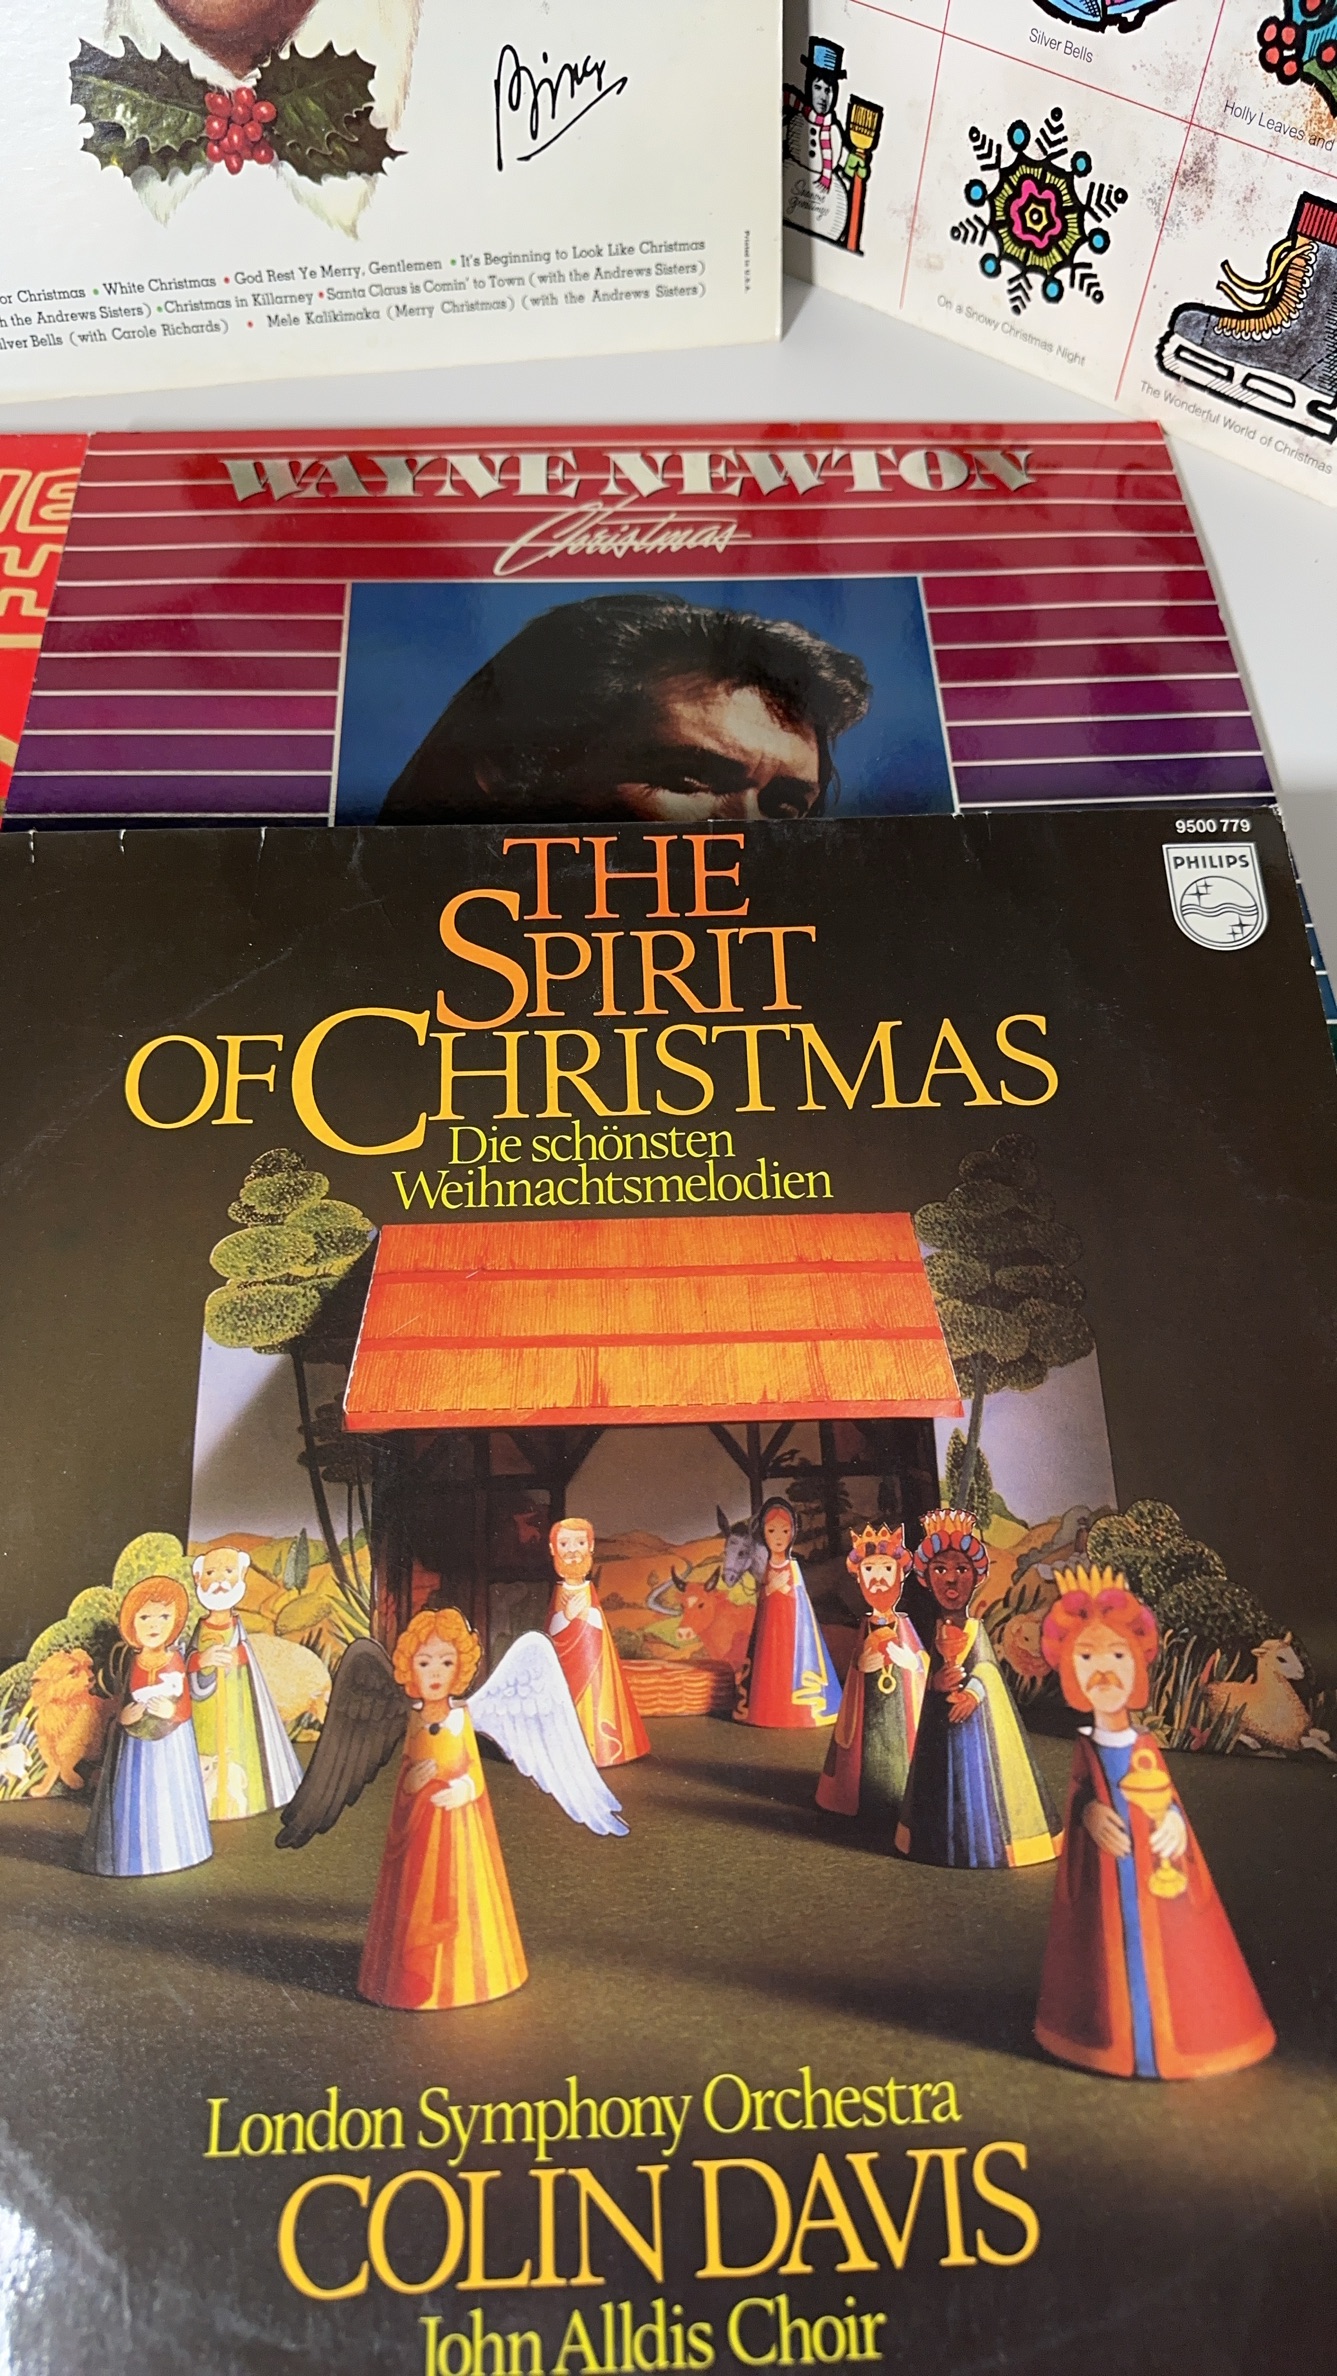 Bing
or Christmas • White Christmas • God Rest Ye Merry, Gentlemen • It's Beginning to Look Like Christmas
h the Andrews Sisters) • Christmas in Killarney • Santa Claus is Comin' to Town (with the Andrews Sisters)
lver Bells (with Carole Richards) • Mele Kalikimaka (Merry Christmas) (with the Andrews Sisters)
Printed in U.S.A.
Silver Bells
Holly Leaves and
Seasons
Greetings
On a Snowy Christmas Night
The Wonderful World of Christmas
WAYNE NEWTON
Christmas
9500 779
PHILIPS
THE
SPIRIT
OF CHRISTMAS
Die schönsten
Weihnachtsmelodien
London Symphony Orchestra
COLIN DAVIS
John Alldis Choir